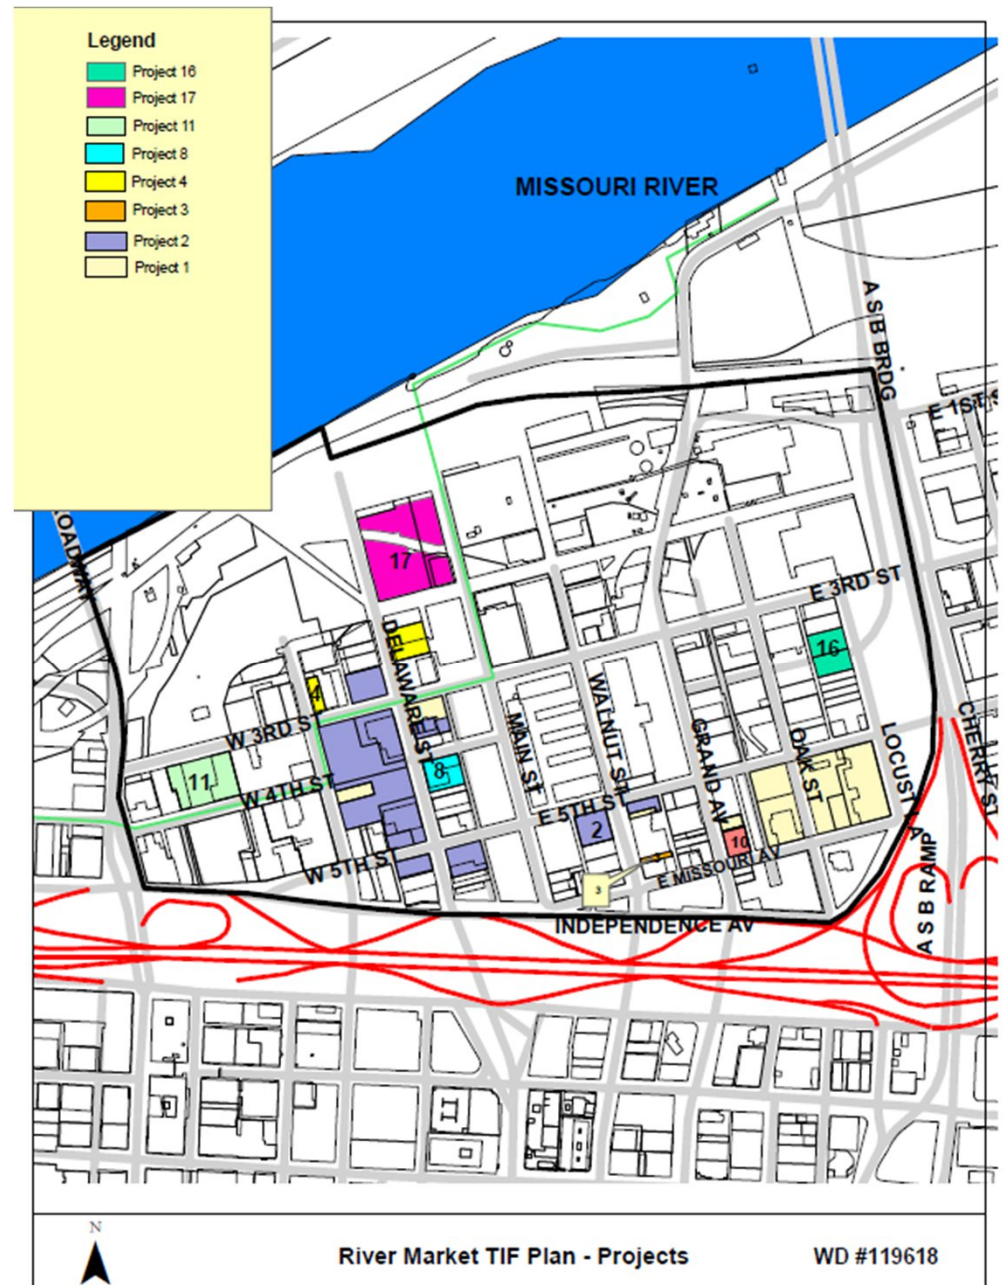 Legend
Project 16
Project 17
Project 11
Project 8
Project 4
Project 3
Project 2
Project 1
MISSOURI RIVER
A S B BRDG
E 1ST S
OADWAY
17
E 3RD ST
DELAWARE ST
16
4
W 3RD ST
MAIN ST
WALNUT ST
GRAND AV
OAK ST
LOCUST
CHERRY ST
11
8
W 4TH ST
E 5TH ST
2
10
W 5TH ST
3
E MISSOURI AV
A S B RAMP
INDEPENDENCE AV
N
River Market TIF Plan - Projects
WD #119618